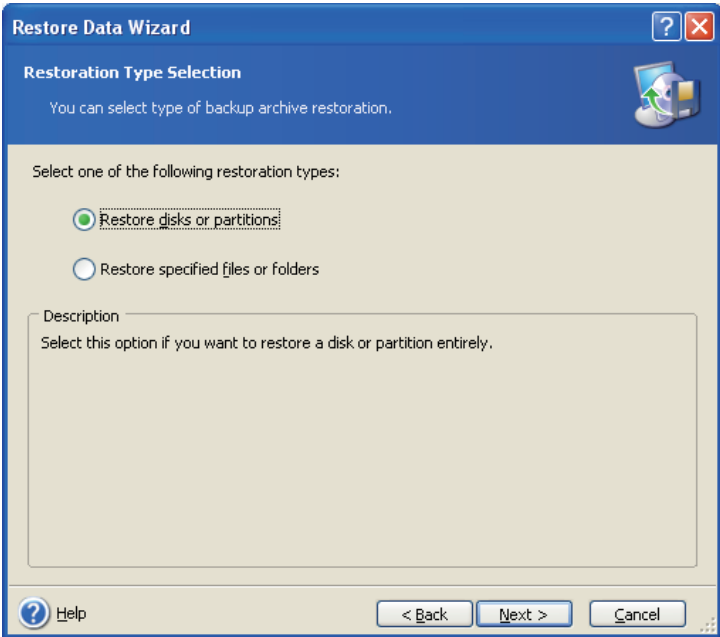 Restore Data Wizard
Restoration Type Selection
You can select type of backup archive restoration.
Select one of the following restoration types:
Restore disks or partitions
Restore specified files or folders
Description
Select this option if you want to restore a disk or partition entirely.
Help
< Back
Next >
Cancel